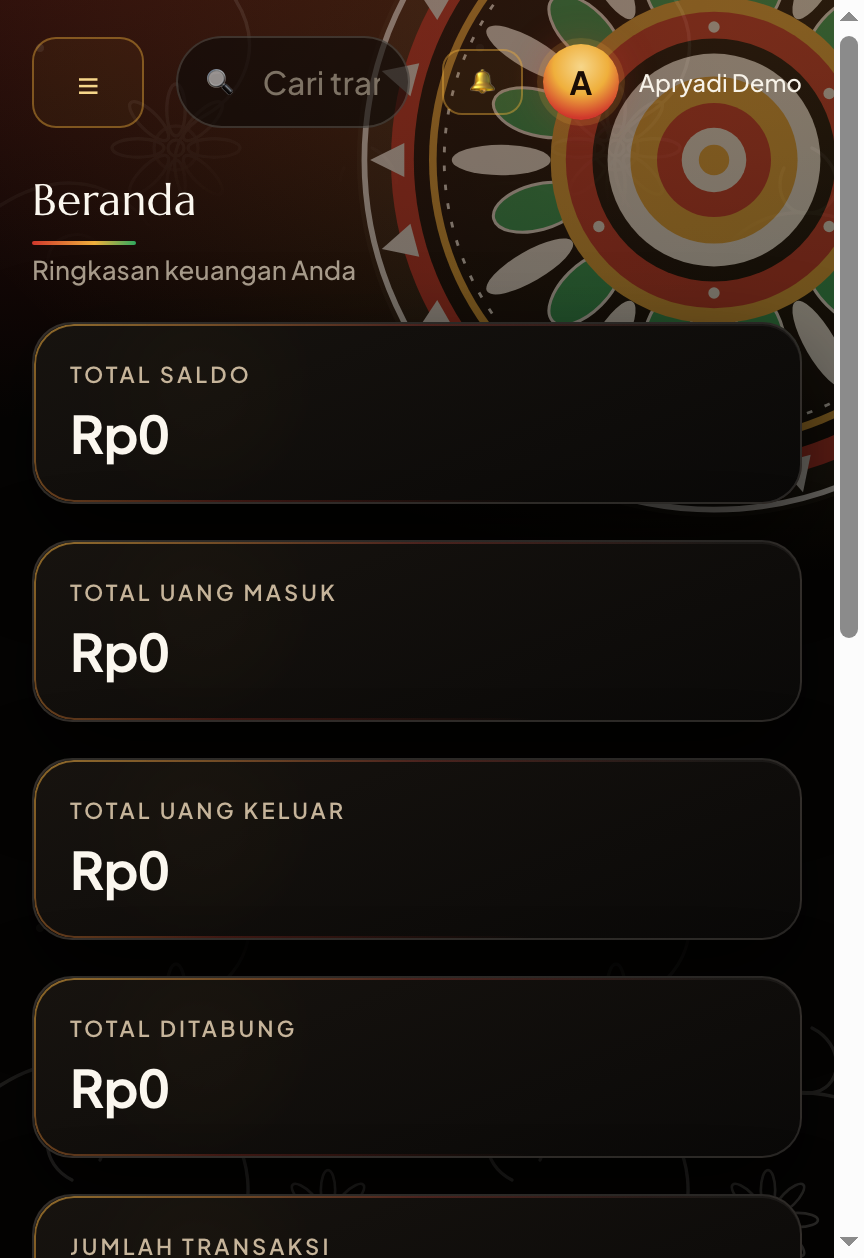 ≡
Cari tran
A
Apryadi Demo
Beranda
Ringkasan keuangan Anda
TOTAL SALDO
Rp0
TOTAL UANG MASUK
Rp0
TOTAL UANG KELUAR
Rp0
TOTAL DITABUNG
Rp0
JUMLAH TRANSAKSI